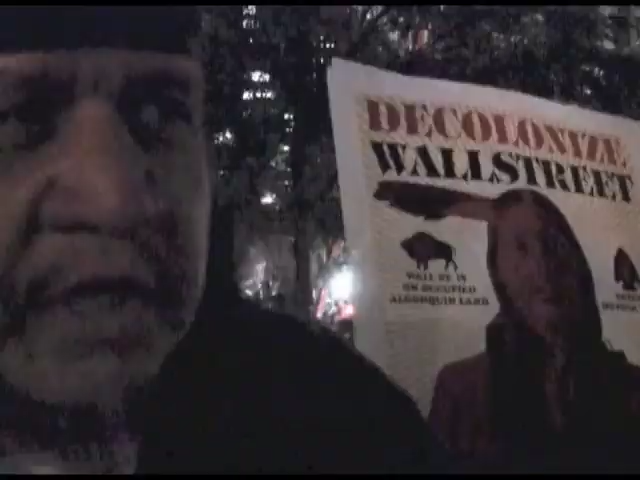 DECOLONIZE
WALLSTREET
WALL ST IS
ON OCCUPIED
ALGONQUIN LAND